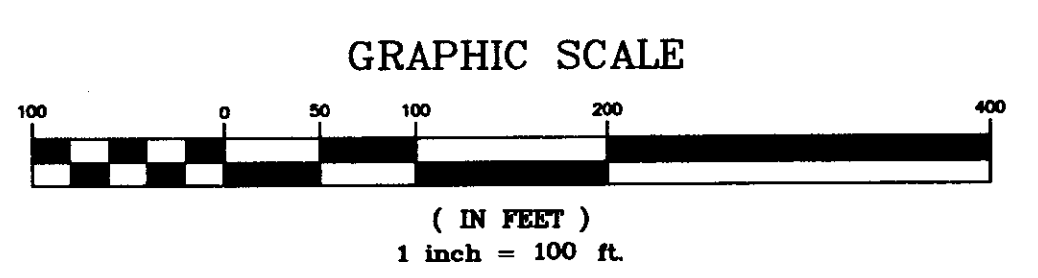 GRAPHIC SCALE
100 0 50 100 200 400
( IN FEET )
1 inch = 100 ft.